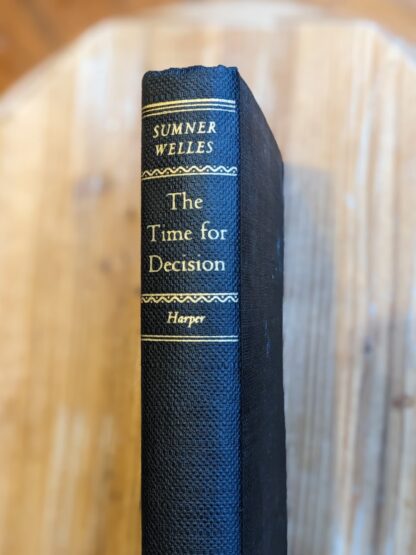 SUMNER
WELLES
The
Time for
Decision
Harper